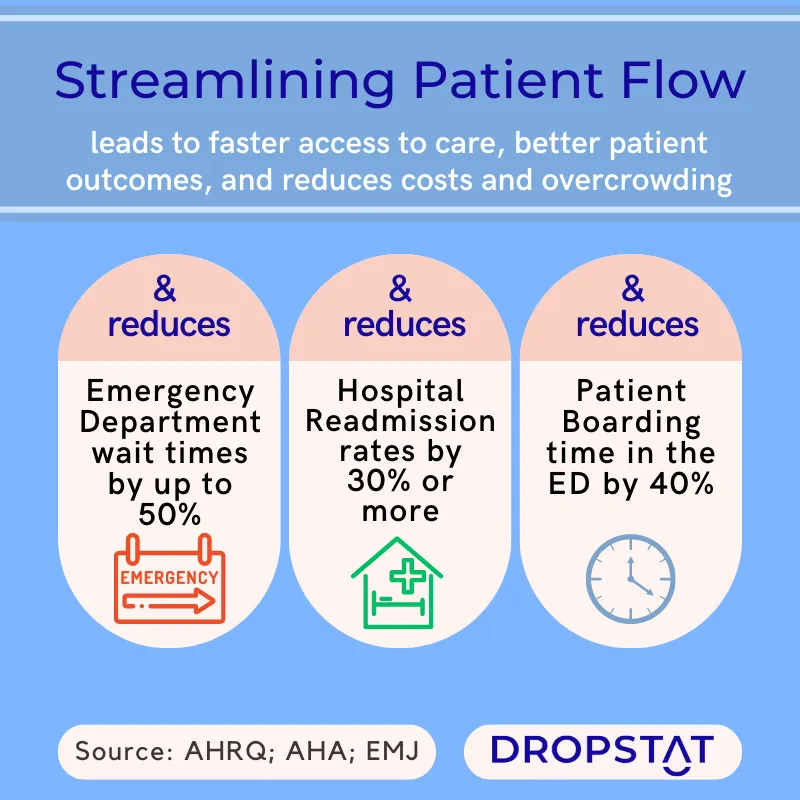 Streamlining Patient Flow
leads to faster access to care, better patient
outcomes, and reduces costs and overcrowding
&
reduces
Emergency
Department
wait times
by up to
50%
EMERGENCY
&
reduces
Hospital
Readmission
rates by
30% or
more
&
reduces
Patient
Boarding
time in the
ED by 40%
Source: AHRQ; AHA; EMJ
DROPSTAT